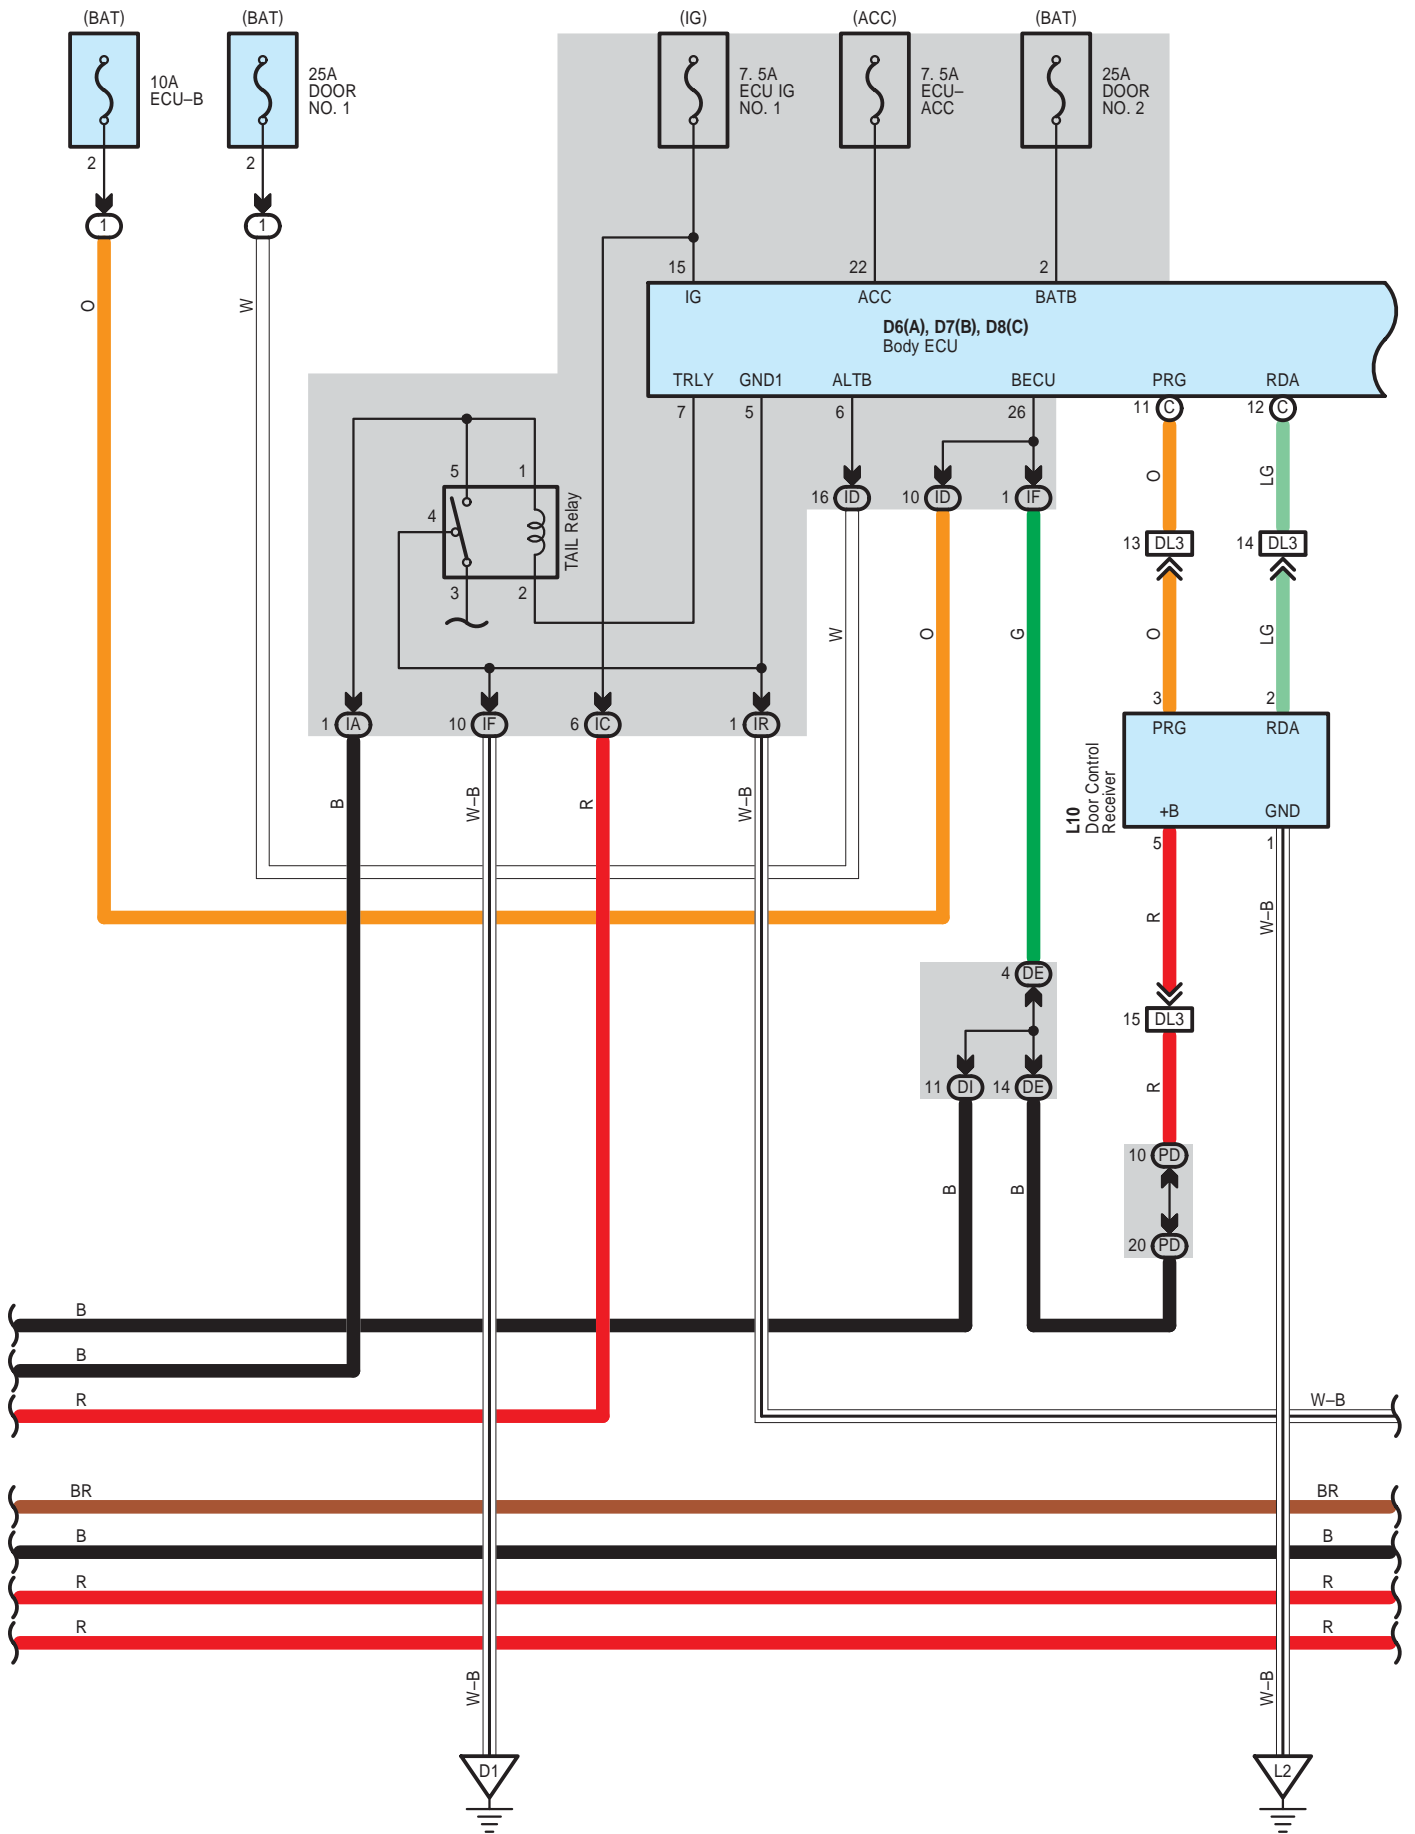 (BAT)
(BAT)
(IG)
(ACC)
(BAT)
10A
ECU–B
25A
DOOR
NO. 1
7. 5A
ECU IG
NO. 1
7. 5A
ECU–
ACC
25A
DOOR
NO. 2
2
2
1
1
15
22
2
O
W
IG
ACC
BATB
D6(A), D7(B), D8(C)
Body ECU
TRLY
GND1
ALTB
BECU
PRG
RDA
7
5
6
26
11
C
12
C
5
1
4
TAIL Relay
3
2
16
ID
10
ID
1
IF
O
LG
13
DL3
14
DL3
W
O
G
O
LG
1
IA
10
IF
6
IC
1
IR
3
2
PRG
RDA
L10
Door Control
Receiver
+B
GND
5
1
B
W–B
R
W–B
R
W–B
4
DE
15
DL3
11
DI
14
DE
R
10
PD
B
B
20
PD
B
B
R
W–B
BR
BR
B
B
R
R
R
R
W–B
W–B
D1
L2